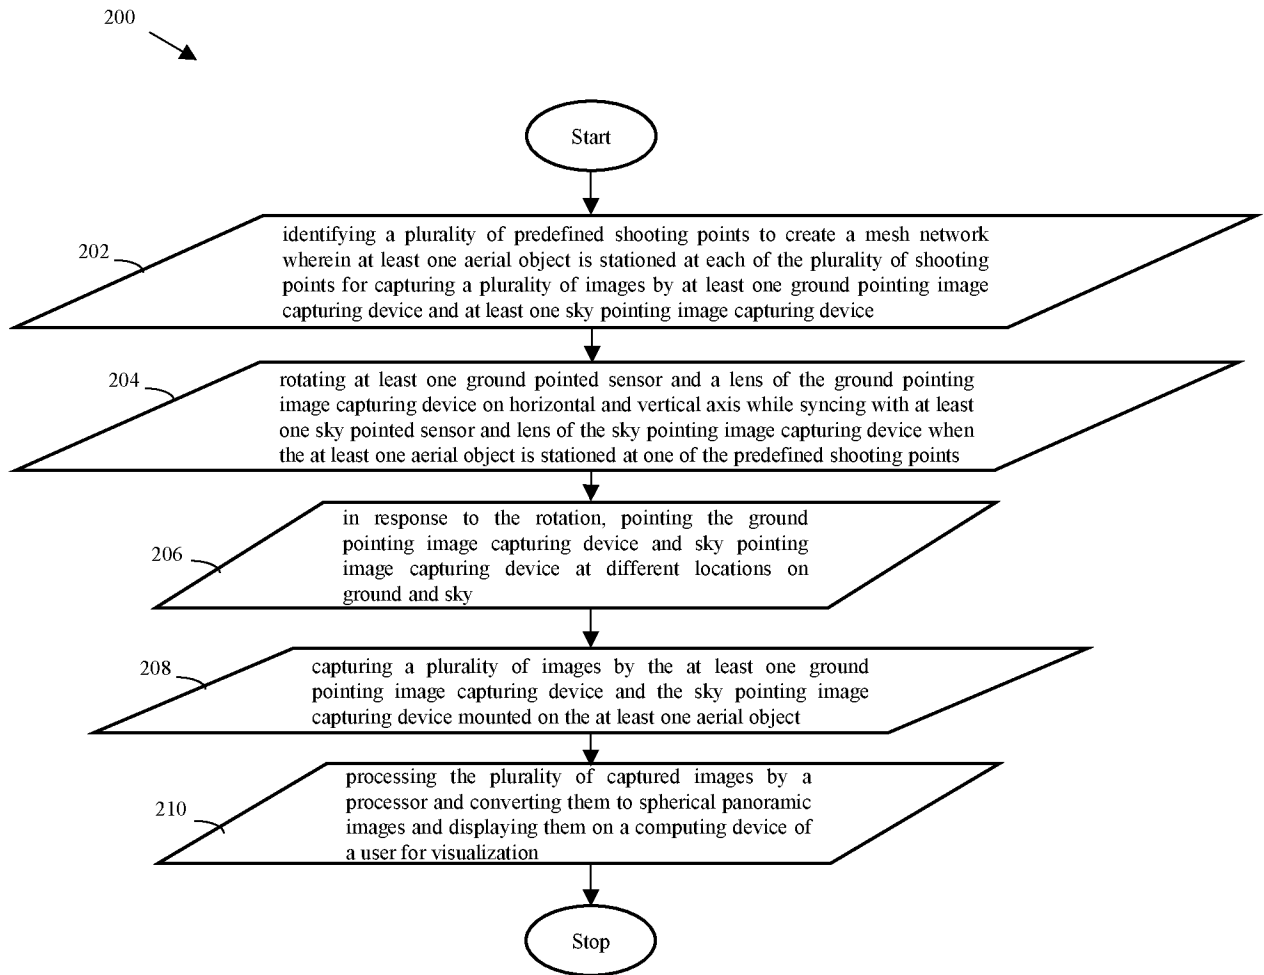 200
Start
202
identifying a plurality of predefined shooting points to create a mesh network
wherein at least one aerial object is stationed at each of the plurality of shooting
points for capturing a plurality of images by at least one ground pointing image
capturing device and at least one sky pointing image capturing device
204
rotating at least one ground pointed sensor and a lens of the ground pointing
image capturing device on horizontal and vertical axis while syncing with at least
one sky pointed sensor and lens of the sky pointing image capturing device when
the at least one aerial object is stationed at one of the predefined shooting points
206
in response to the rotation, pointing the ground
pointing image capturing device and sky pointing
image capturing device at different locations on
ground and sky
208
capturing a plurality of images by the at least one ground
pointing image capturing device and the sky pointing image
capturing device mounted on the at least one aerial object
210
processing the plurality of captured images by a
processor and converting them to spherical panoramic
images and displaying them on a computing device of
a user for visualization
Stop